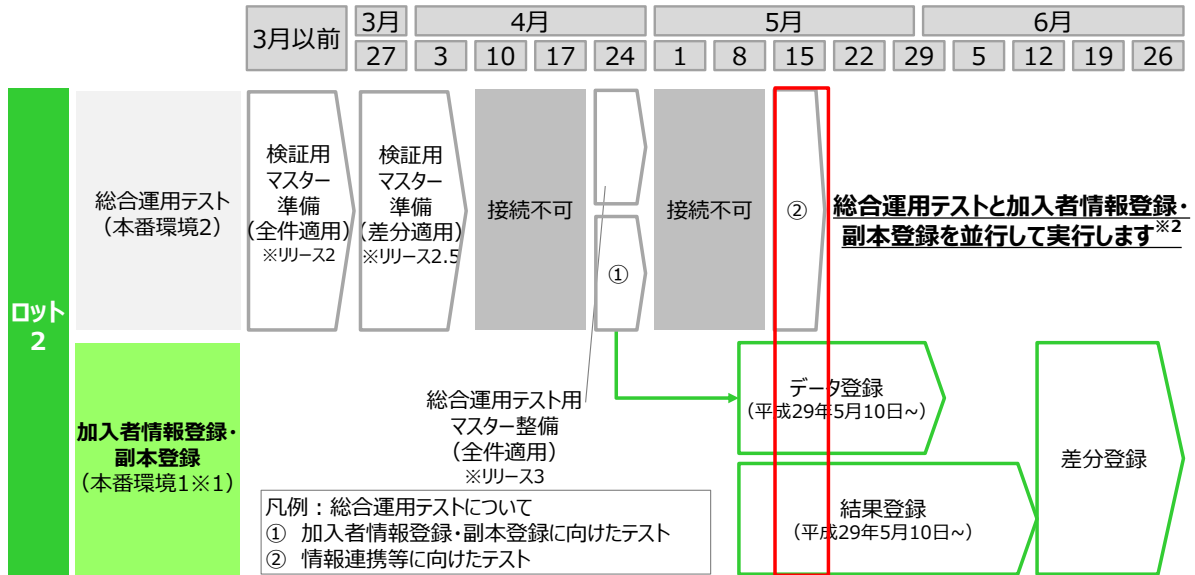 3月以前
3月
4月
5月
6月
27
3
10
17
24
1
8
15
22
29
5
12
19
26
ロット
2
総合運用テスト
(本番環境2)
検証用
マスター
準備
(全件適用)
※リリース2
検証用
マスター
準備
(差分適用)
※リリース2.5
接続不可
①
接続不可
②
総合運用テストと加入者情報登録・
副本登録を並行して実行します※2
総合運用テスト用
マスター整備
(全件適用)
※リリース3
加入者情報登録・
副本登録
(本番環境1※1)
データ登録
(平成29年5月10日~)
結果登録
(平成29年5月10日~)
差分登録
凡例:総合運用テストについて
① 加入者情報登録・副本登録に向けたテスト
② 情報連携等に向けたテスト